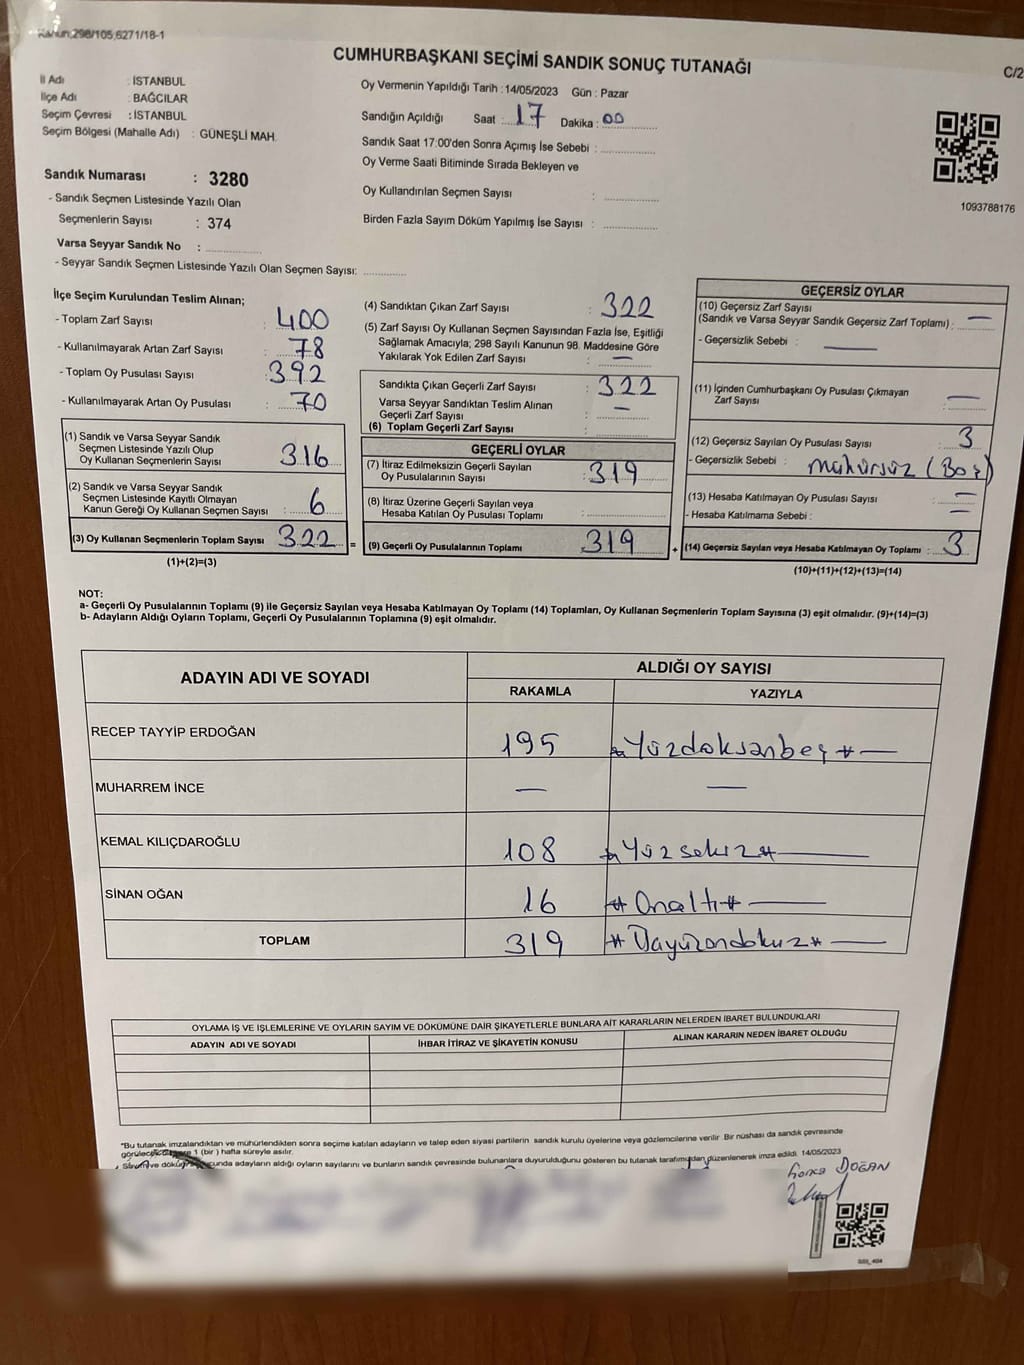 Kanun;298/105,6271/18-1
CUMHURBAŞKANI SEÇİMİ SANDIK SONUÇ TUTANAĞI
C/2
İl Adı : İSTANBUL
İlçe Adı : BAĞCILAR
Seçim Çevresi : İSTANBUL
Seçim Bölgesi (Mahalle Adı) : GÜNEŞLİ MAH.
Sandık Numarası : 3280
- Sandık Seçmen Listesinde Yazılı Olan
Seçmenlerin Sayısı : 374
Varsa Seyyar Sandık No :
- Seyyar Sandık Seçmen Listesinde Yazılı Olan Seçmen Sayısı:
Oy Vermenin Yapıldığı Tarih : 14/05/2023 Gün : Pazar
Sandığın Açıldığı Saat : 17 Dakika : 00
Sandık Saat 17:00'den Sonra Açımış İse Sebebi :
Oy Verme Saati Bitiminde Sırada Bekleyen ve
Oy Kullandırılan Seçmen Sayısı :
Birden Fazla Sayım Döküm Yapılmış İse Sayısı :
1093788176
İlçe Seçim Kurulundan Teslim Alınan;
- Toplam Zarf Sayısı : 400
- Kullanılmayarak Artan Zarf Sayısı : 78
- Toplam Oy Pusulası Sayısı : 392
- Kullanılmayarak Artan Oy Pusulası : 70
(1) Sandık ve Varsa Seyyar Sandık
Seçmen Listesinde Yazılı Olup
Oy Kullanan Seçmenlerin Sayısı : 316
(2) Sandık ve Varsa Seyyar Sandık
Seçmen Listesinde Kayıtlı Olmayan
Kanun Gereği Oy Kullanan Seçmen Sayısı : 6
(3) Oy Kullanan Seçmenlerin Toplam Sayısı : 322
(1)+(2)=(3)
=
(4) Sandıktan Çıkan Zarf Sayısı : 322
(5) Zarf Sayısı Oy Kullanan Seçmen Sayısından Fazla İse, Eşitliği
Sağlamak Amacıyla; 298 Sayılı Kanunun 98. Maddesine Göre
Yakılarak Yok Edilen Zarf Sayısı : —
Sandıkta Çıkan Geçerli Zarf Sayısı : 322
Varsa Seyyar Sandıktan Teslim Alınan
Geçerli Zarf Sayısı : —
(6) Toplam Geçerli Zarf Sayısı :
GEÇERLİ OYLAR
(7) İtiraz Edilmeksizin Geçerli Sayılan
Oy Pusulalarının Sayısı : 319
(8) İtiraz Üzerine Geçerli Sayılan veya
Hesaba Katılan Oy Pusulası Toplamı :
(9) Geçerli Oy Pusulalarının Toplamı : 319
+
GEÇERSİZ OYLAR
(10) Geçersiz Zarf Sayısı
(Sandık ve Varsa Seyyar Sandık Geçersiz Zarf Toplamı) : —
- Geçersizlik Sebebi : —
(11) İçinden Cumhurbaşkanı Oy Pusulası Çıkmayan
Zarf Sayısı : —
(12) Geçersiz Sayılan Oy Pusulası Sayısı : 3
- Geçersizlik Sebebi : mühürsüz (Boş)
(13) Hesaba Katılmayan Oy Pusulası Sayısı : —
- Hesaba Katılmama Sebebi : —
(14) Geçersiz Sayılan veya Hesaba Katılmayan Oy Toplamı : 3
(10)+(11)+(12)+(13)=(14)
NOT:
a- Geçerli Oy Pusulalarının Toplamı (9) ile Geçersiz Sayılan veya Hesaba Katılmayan Oy Toplamı (14) Toplamları, Oy Kullanan Seçmenlerin Toplam Sayısına (3) eşit olmalıdır. (9)+(14)=(3)
b- Adayların Aldığı Oyların Toplamı, Geçerli Oy Pusulalarının Toplamına (9) eşit olmalıdır.
ADAYIN ADI VE SOYADI
ALDIĞI OY SAYISI
RAKAMLA YAZIYLA
RECEP TAYYİP ERDOĞAN 195 #Yüzdoksanbeş#—
MUHARREM İNCE — —
KEMAL KILIÇDAROĞLU 108 #Yüzsekiz#—
SİNAN OĞAN 16 #Onaltı#—
TOPLAM 319 #Üçyüzondokuz#—
OYLAMA İŞ VE İŞLEMLERİNE VE OYLARIN SAYIM VE DÖKÜMÜNE DAİR ŞİKAYETLERLE BUNLARA AİT KARARLARIN NELERDEN İBARET BULUNDUKLARI
ADAYIN ADI VE SOYADI İHBAR İTİRAZ VE ŞİKAYETİN KONUSU ALINAN KARARIN NEDEN İBARET OLDUĞU
*Bu tutanak imzalandıktan ve mühürlendikten sonra seçime katılan adayların ve talep eden siyasi partilerin sandık kurulu üyelerine veya gözlemcilerine verilir. Bir nüshası da sandık çevresinde
1 (bir ) hafta süreyle asılır.
adayların aldığı oyların sayılarını ve bunların sandık çevresinde bulunanlara duyurulduğunu gösteren bu tutanak tarafımızdan düzenlenerek imza edildi. 14/05/2023
DOĞAN